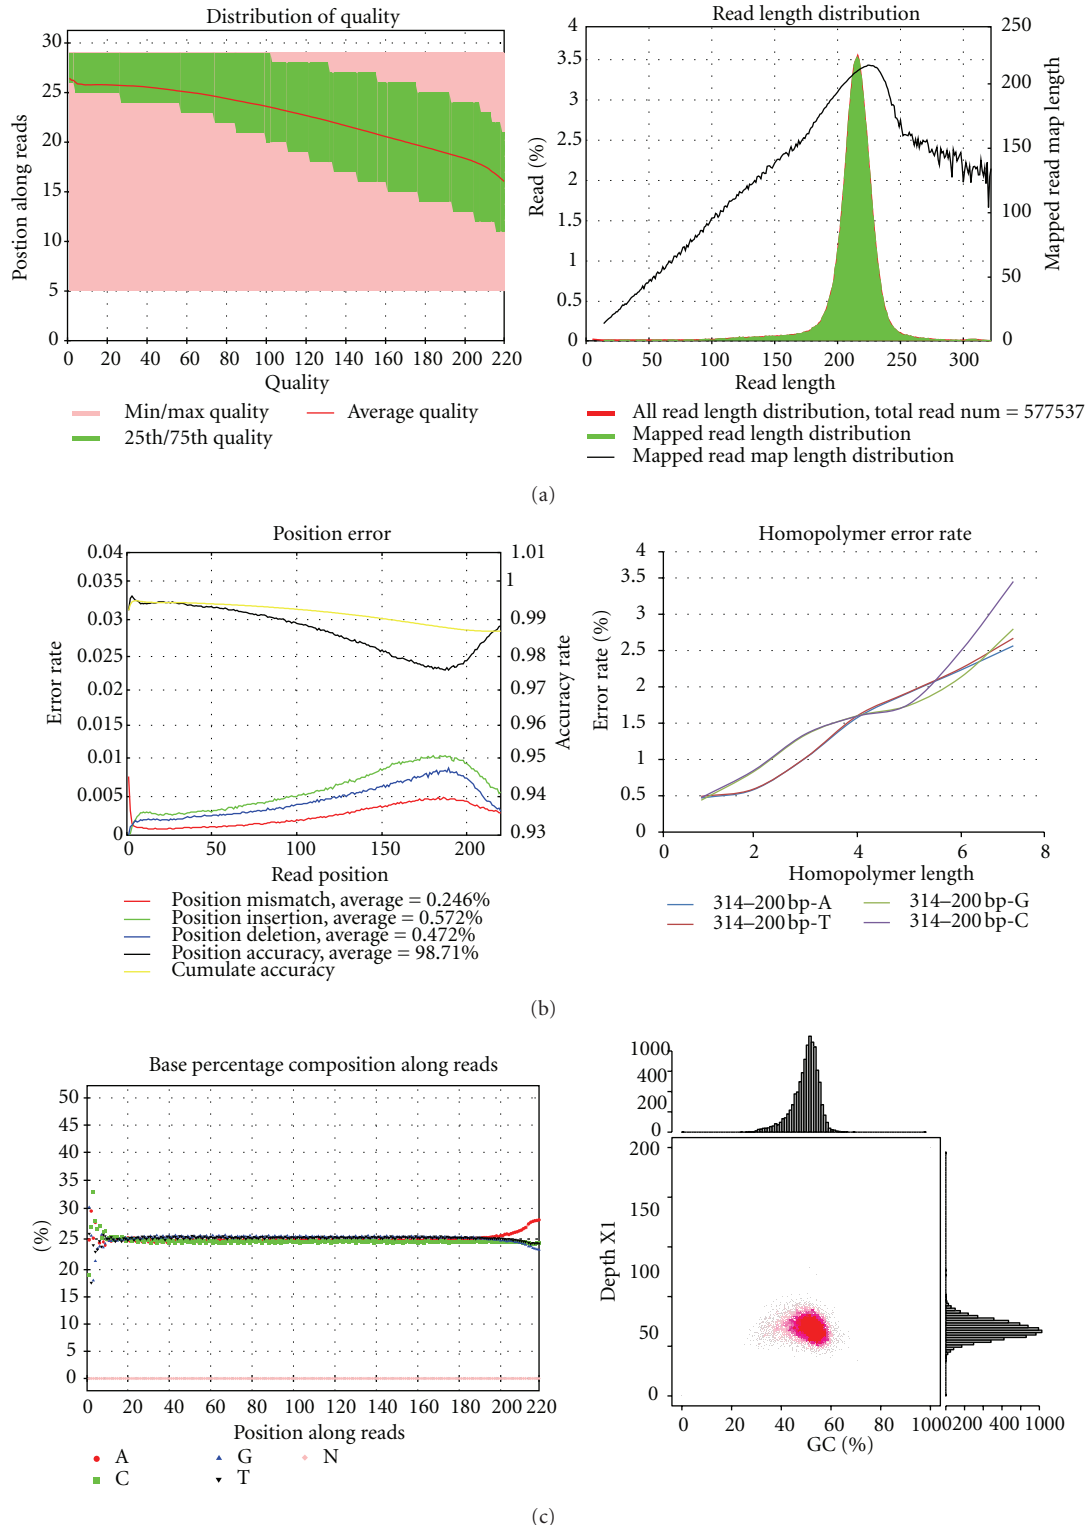 Distribution of quality
30
25
20
15
10
5
0
Postion along reads
0 20 40 60 80 100 120 140 160 180 200 220
Quality
Min/max quality
Average quality
25th/75th quality
Read length distribution
4
3.5
3
2.5
2
1.5
1
0.5
0
Read (%)
250
200
150
100
50
0
Mapped read map length
0 50 100 150 200 250 300
Read length
All read length distribution, total read num = 577537
Mapped read length distribution
Mapped read map length distribution
(a)
Position error
0.04
0.035
0.03
0.025
0.02
0.015
0.01
0.005
0
Error rate
1.01
1
0.99
0.98
0.97
0.96
0.95
0.94
0.93
Accuracy rate
0 50 100 150 200
Read position
Position mismatch, average = 0.246%
Position insertion, average = 0.572%
Position deletion, average = 0.472%
Position accuracy, average = 98.71%
Cumulate accuracy
Homopolymer error rate
4
3.5
3
2.5
2
1.5
1
0.5
0
Error rate (%)
0 2 4 6 8
Homopolymer length
314–200 bp-A
314–200 bp-G
314–200 bp-T
314–200 bp-C
(b)
Base percentage composition along reads
50
45
40
35
30
25
20
15
10
5
0
(%)
0 20 40 60 80 100 120 140 160 180 200 220
Position along reads
A
G
N
C
T
1000
400
200
0
200
150
100
50
0
Depth X1
0 20 40 60 80 100
GC (%)
0 200 400 1000
(c)